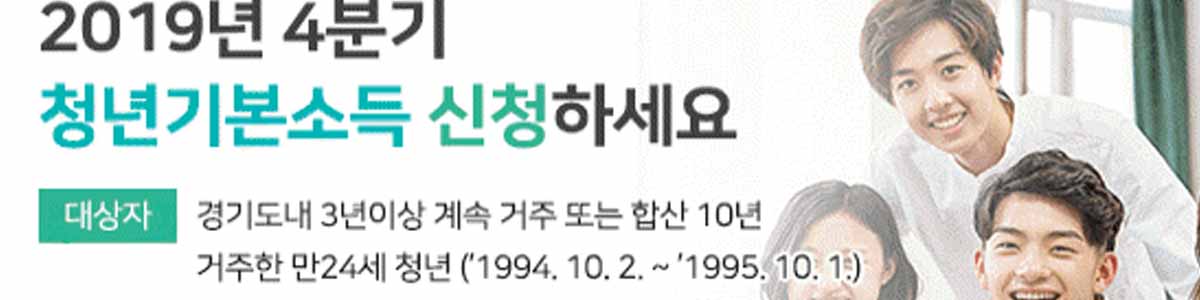 2019년 4분기
청년기본소득 신청하세요
대상자 경기도내 3년이상 계속 거주 또는 합산 10년
거주한 만24세 청년 ('1994. 10. 2. ~ '1995. 10. 1.)